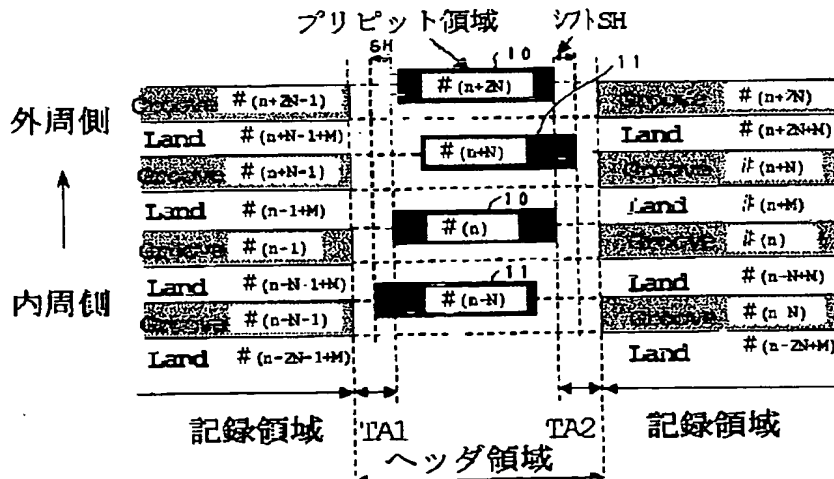 プリピット領域 シフトSH
SH 10 11
#(n+2N)
Groove #(n+2N-1) Groove #(n+2N)
外周側
Land #(n+N-1+M) Land #(n+2N+M)
#(n+N)
Groove #(n+N-1) Groove #(n+N)
Land #(n-1+M) Land #(n+M)
10
#(n)
Groove #(n-1) Groove #(n)
Land #(n-N-1+M) Land #(n-N+M)
11
内周側
#(n-N)
Groove #(n-N-1) Groove #(n-N)
Land #(n-2N-1+M) Land #(n-2N+M)
記録領域 TA1 TA2 記録領域
ヘッダ領域